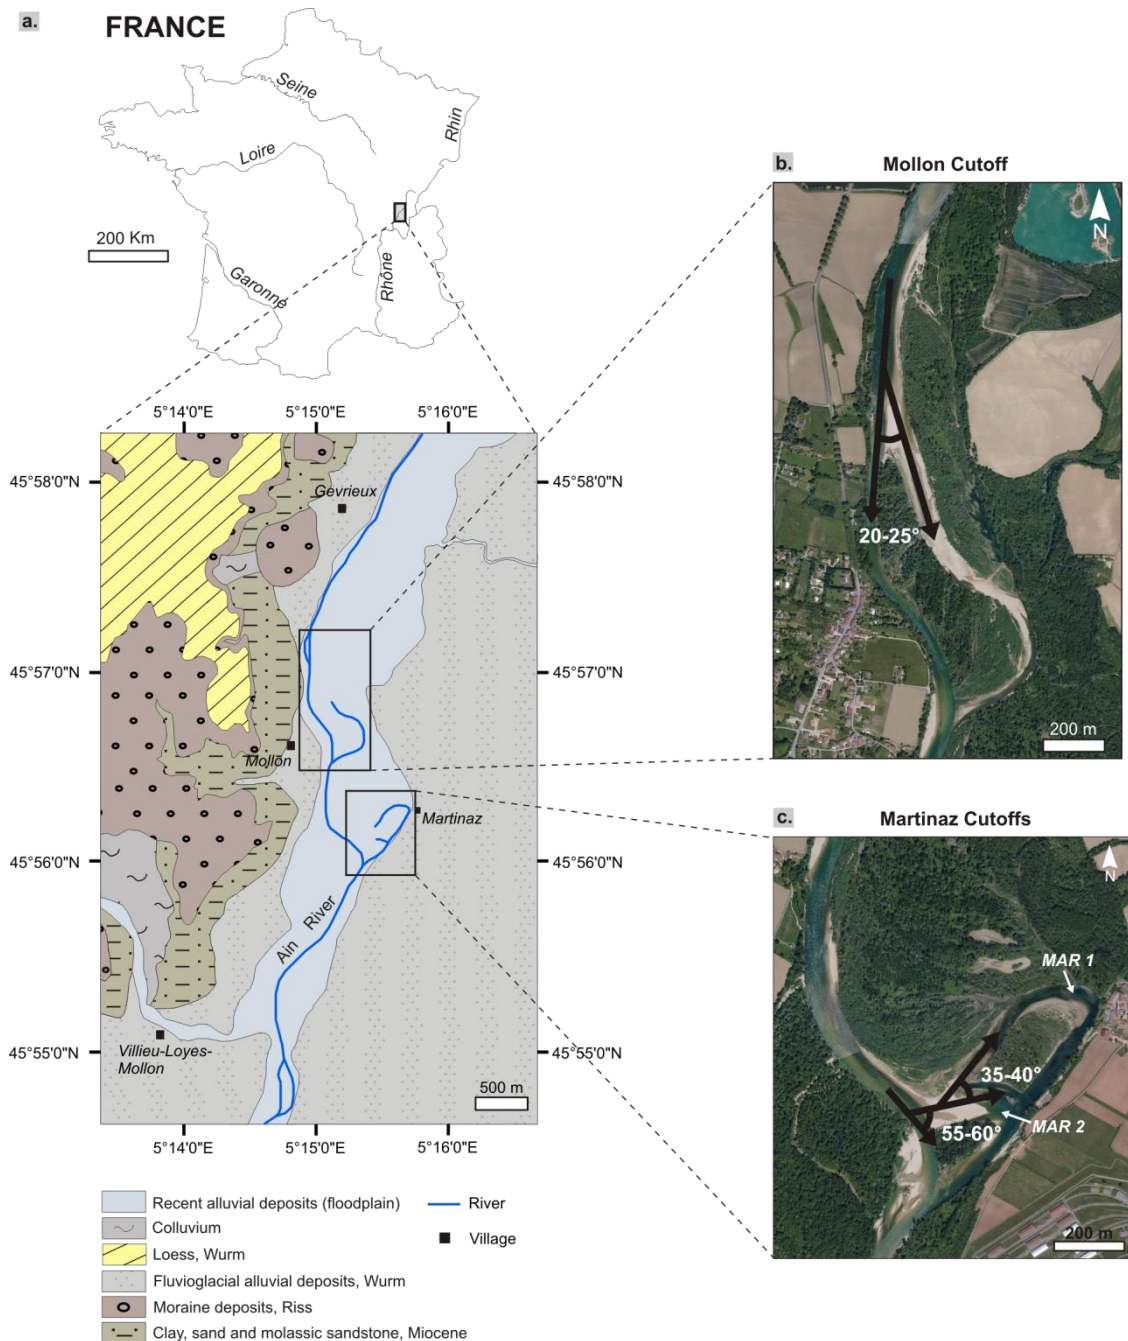 a.
FRANCE
Seine
Rhin
Loire
200 Km
Garonne
Rhône
5°14'0"E
5°15'0"E
5°16'0"E
45°58'0"N
45°58'0"N
Gevrieux
45°57'0"N
45°57'0"N
Mollon
Martinaz
45°56'0"N
45°56'0"N
Ain River
45°55'0"N
45°55'0"N
Villieu-Loyes-
Mollon
500 m
5°14'0"E
5°15'0"E
5°16'0"E
Recent alluvial deposits (floodplain)
River
Colluvium
Village
Loess, Wurm
Fluvioglacial alluvial deposits, Wurm
Moraine deposits, Riss
Clay, sand and molassic sandstone, Miocene
b.
Mollon Cutoff
N
20-25°
200 m
c.
Martinaz Cutoffs
N
MAR 1
35-40°
55-60°
MAR 2
200 m